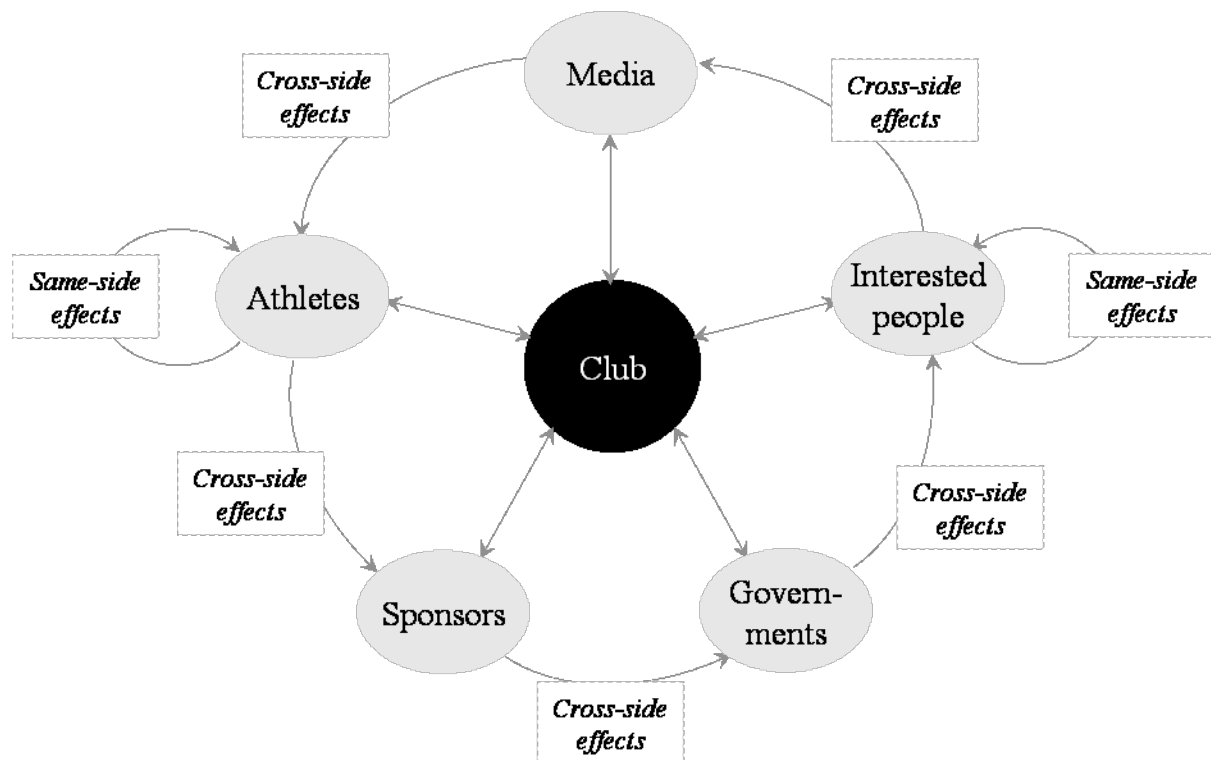 Media
Cross-side
effects
Cross-side
effects
Same-side
effects
Athletes
Interested
people
Same-side
effects
Club
Cross-side
effects
Cross-side
effects
Sponsors
Govern-
ments
Cross-side
effects